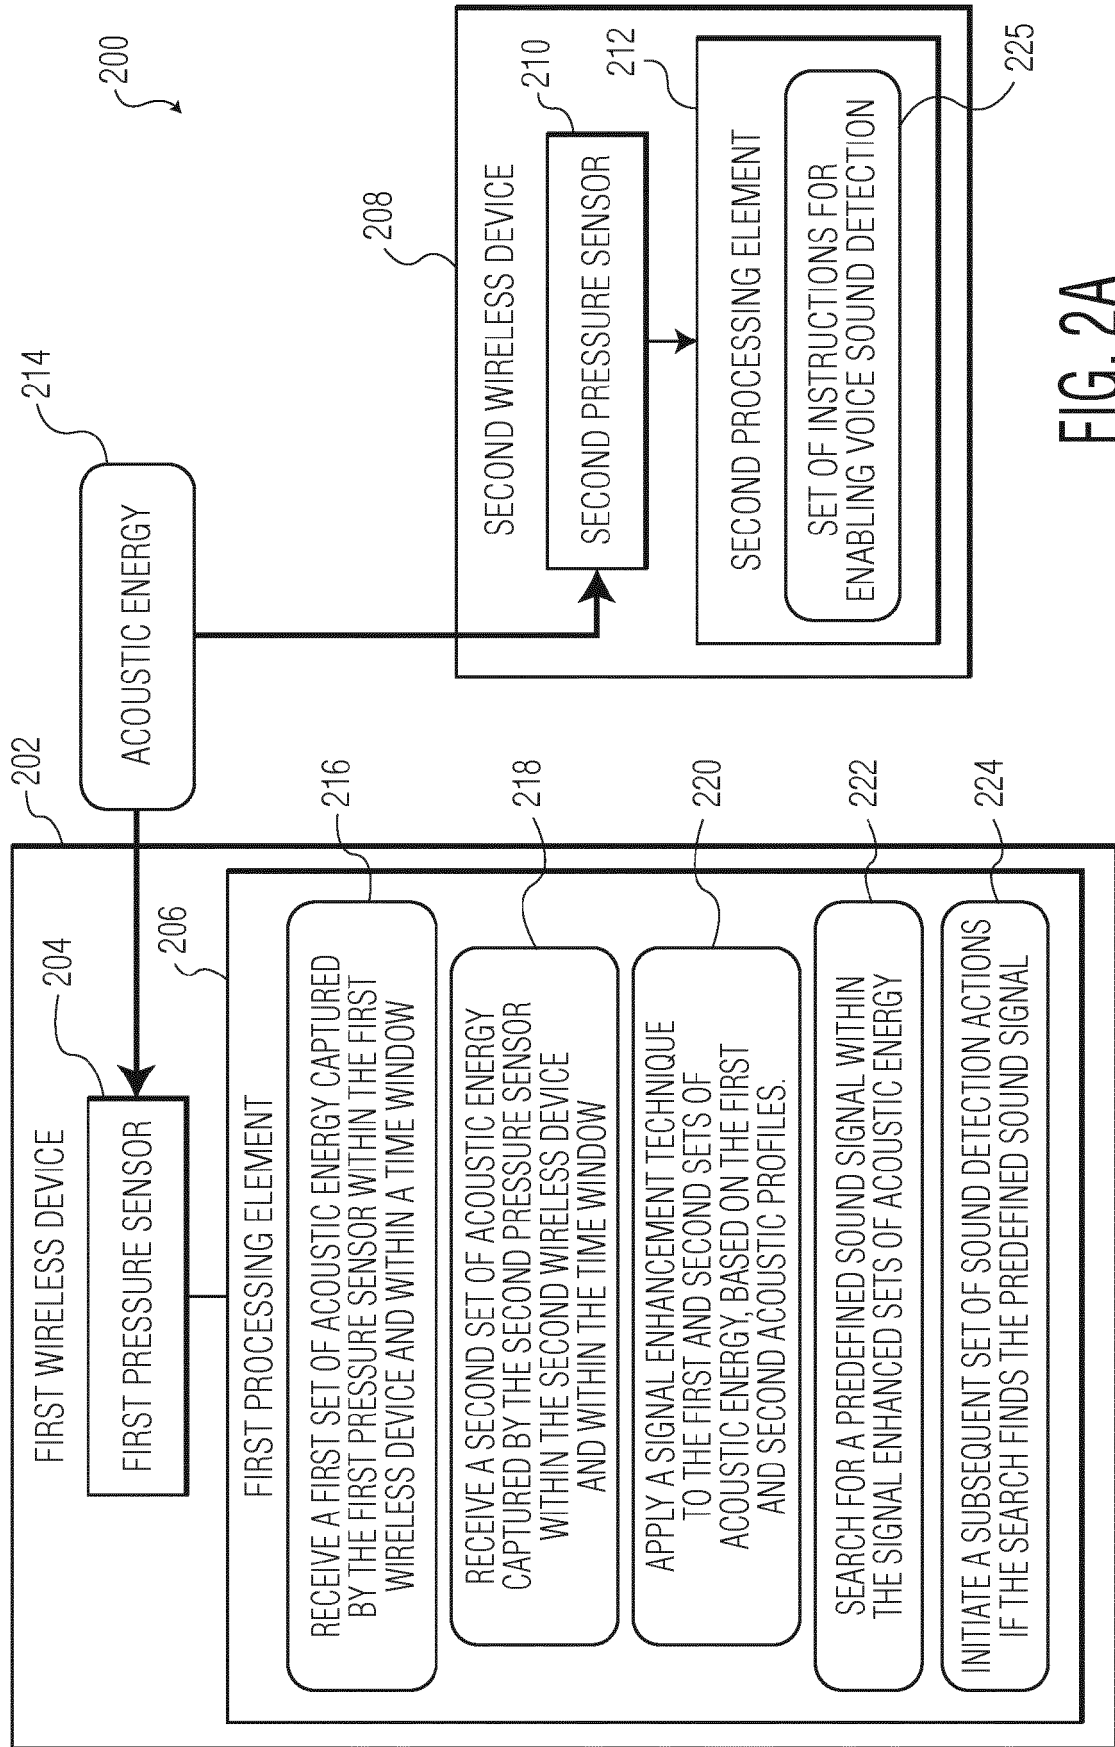 200
FIRST WIRELESS DEVICE
202
204
FIRST PRESSURE SENSOR
206
FIRST PROCESSING ELEMENT
RECEIVE A FIRST SET OF ACOUSTIC ENERGY CAPTURED
BY THE FIRST PRESSURE SENSOR WITHIN THE FIRST
WIRELESS DEVICE AND WITHIN A TIME WINDOW
216
RECEIVE A SECOND SET OF ACOUSTIC ENERGY
CAPTURED BY THE SECOND PRESSURE SENSOR
WITHIN THE SECOND WIRELESS DEVICE
AND WITHIN THE TIME WINDOW
218
APPLY A SIGNAL ENHANCEMENT TECHNIQUE
TO THE FIRST AND SECOND SETS OF
ACOUSTIC ENERGY, BASED ON THE FIRST
AND SECOND ACOUSTIC PROFILES.
220
SEARCH FOR A PREDEFINED SOUND SIGNAL WITHIN
THE SIGNAL ENHANCED SETS OF ACOUSTIC ENERGY
222
INITIATE A SUBSEQUENT SET OF SOUND DETECTION ACTIONS
IF THE SEARCH FINDS THE PREDEFINED SOUND SIGNAL
224
ACOUSTIC ENERGY
214
208
SECOND WIRELESS DEVICE
210
SECOND PRESSURE SENSOR
212
SECOND PROCESSING ELEMENT
SET OF INSTRUCTIONS FOR
ENABLING VOICE SOUND DETECTION
225
FIG. 2A